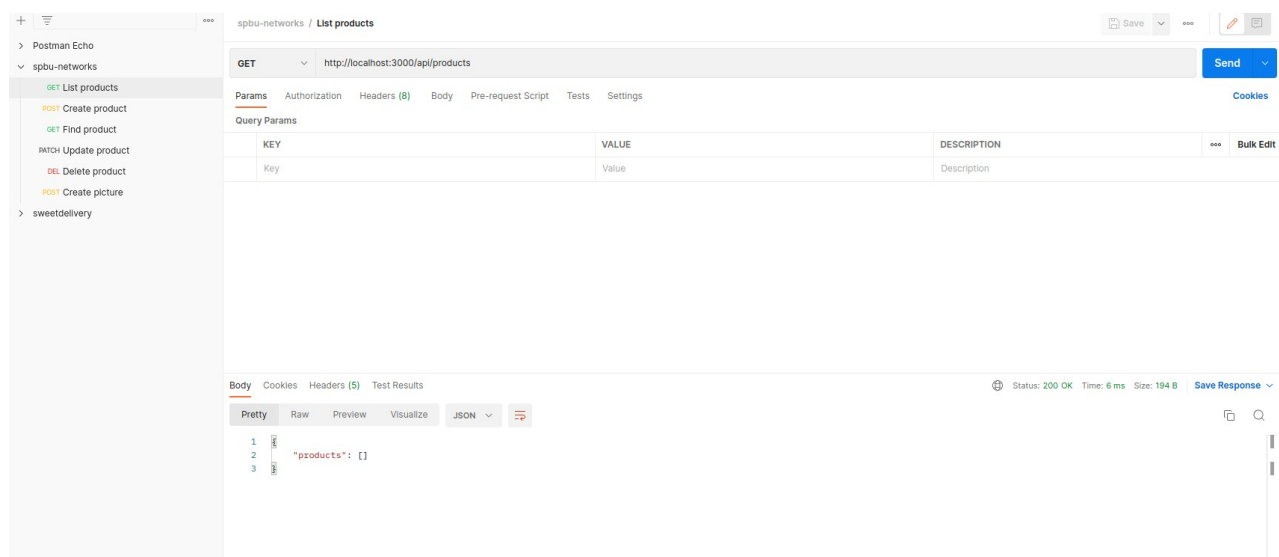 spbu-networks / List products
Save
Postman Echo
spbu-networks
GET List products
POST Create product
GET Find product
PATCH Update product
DEL Delete product
POST Create picture
sweetdelivery
GET http://localhost:3000/api/products Send
Params Authorization Headers (8) Body Pre-request Script Tests Settings Cookies
Query Params
KEY VALUE DESCRIPTION Bulk Edit
Key Value Description
Body Cookies Headers (5) Test Results Status: 200 OK Time: 6 ms Size: 194 B Save Response
Pretty Raw Preview Visualize JSON
1 {
2 "products": []
3 }